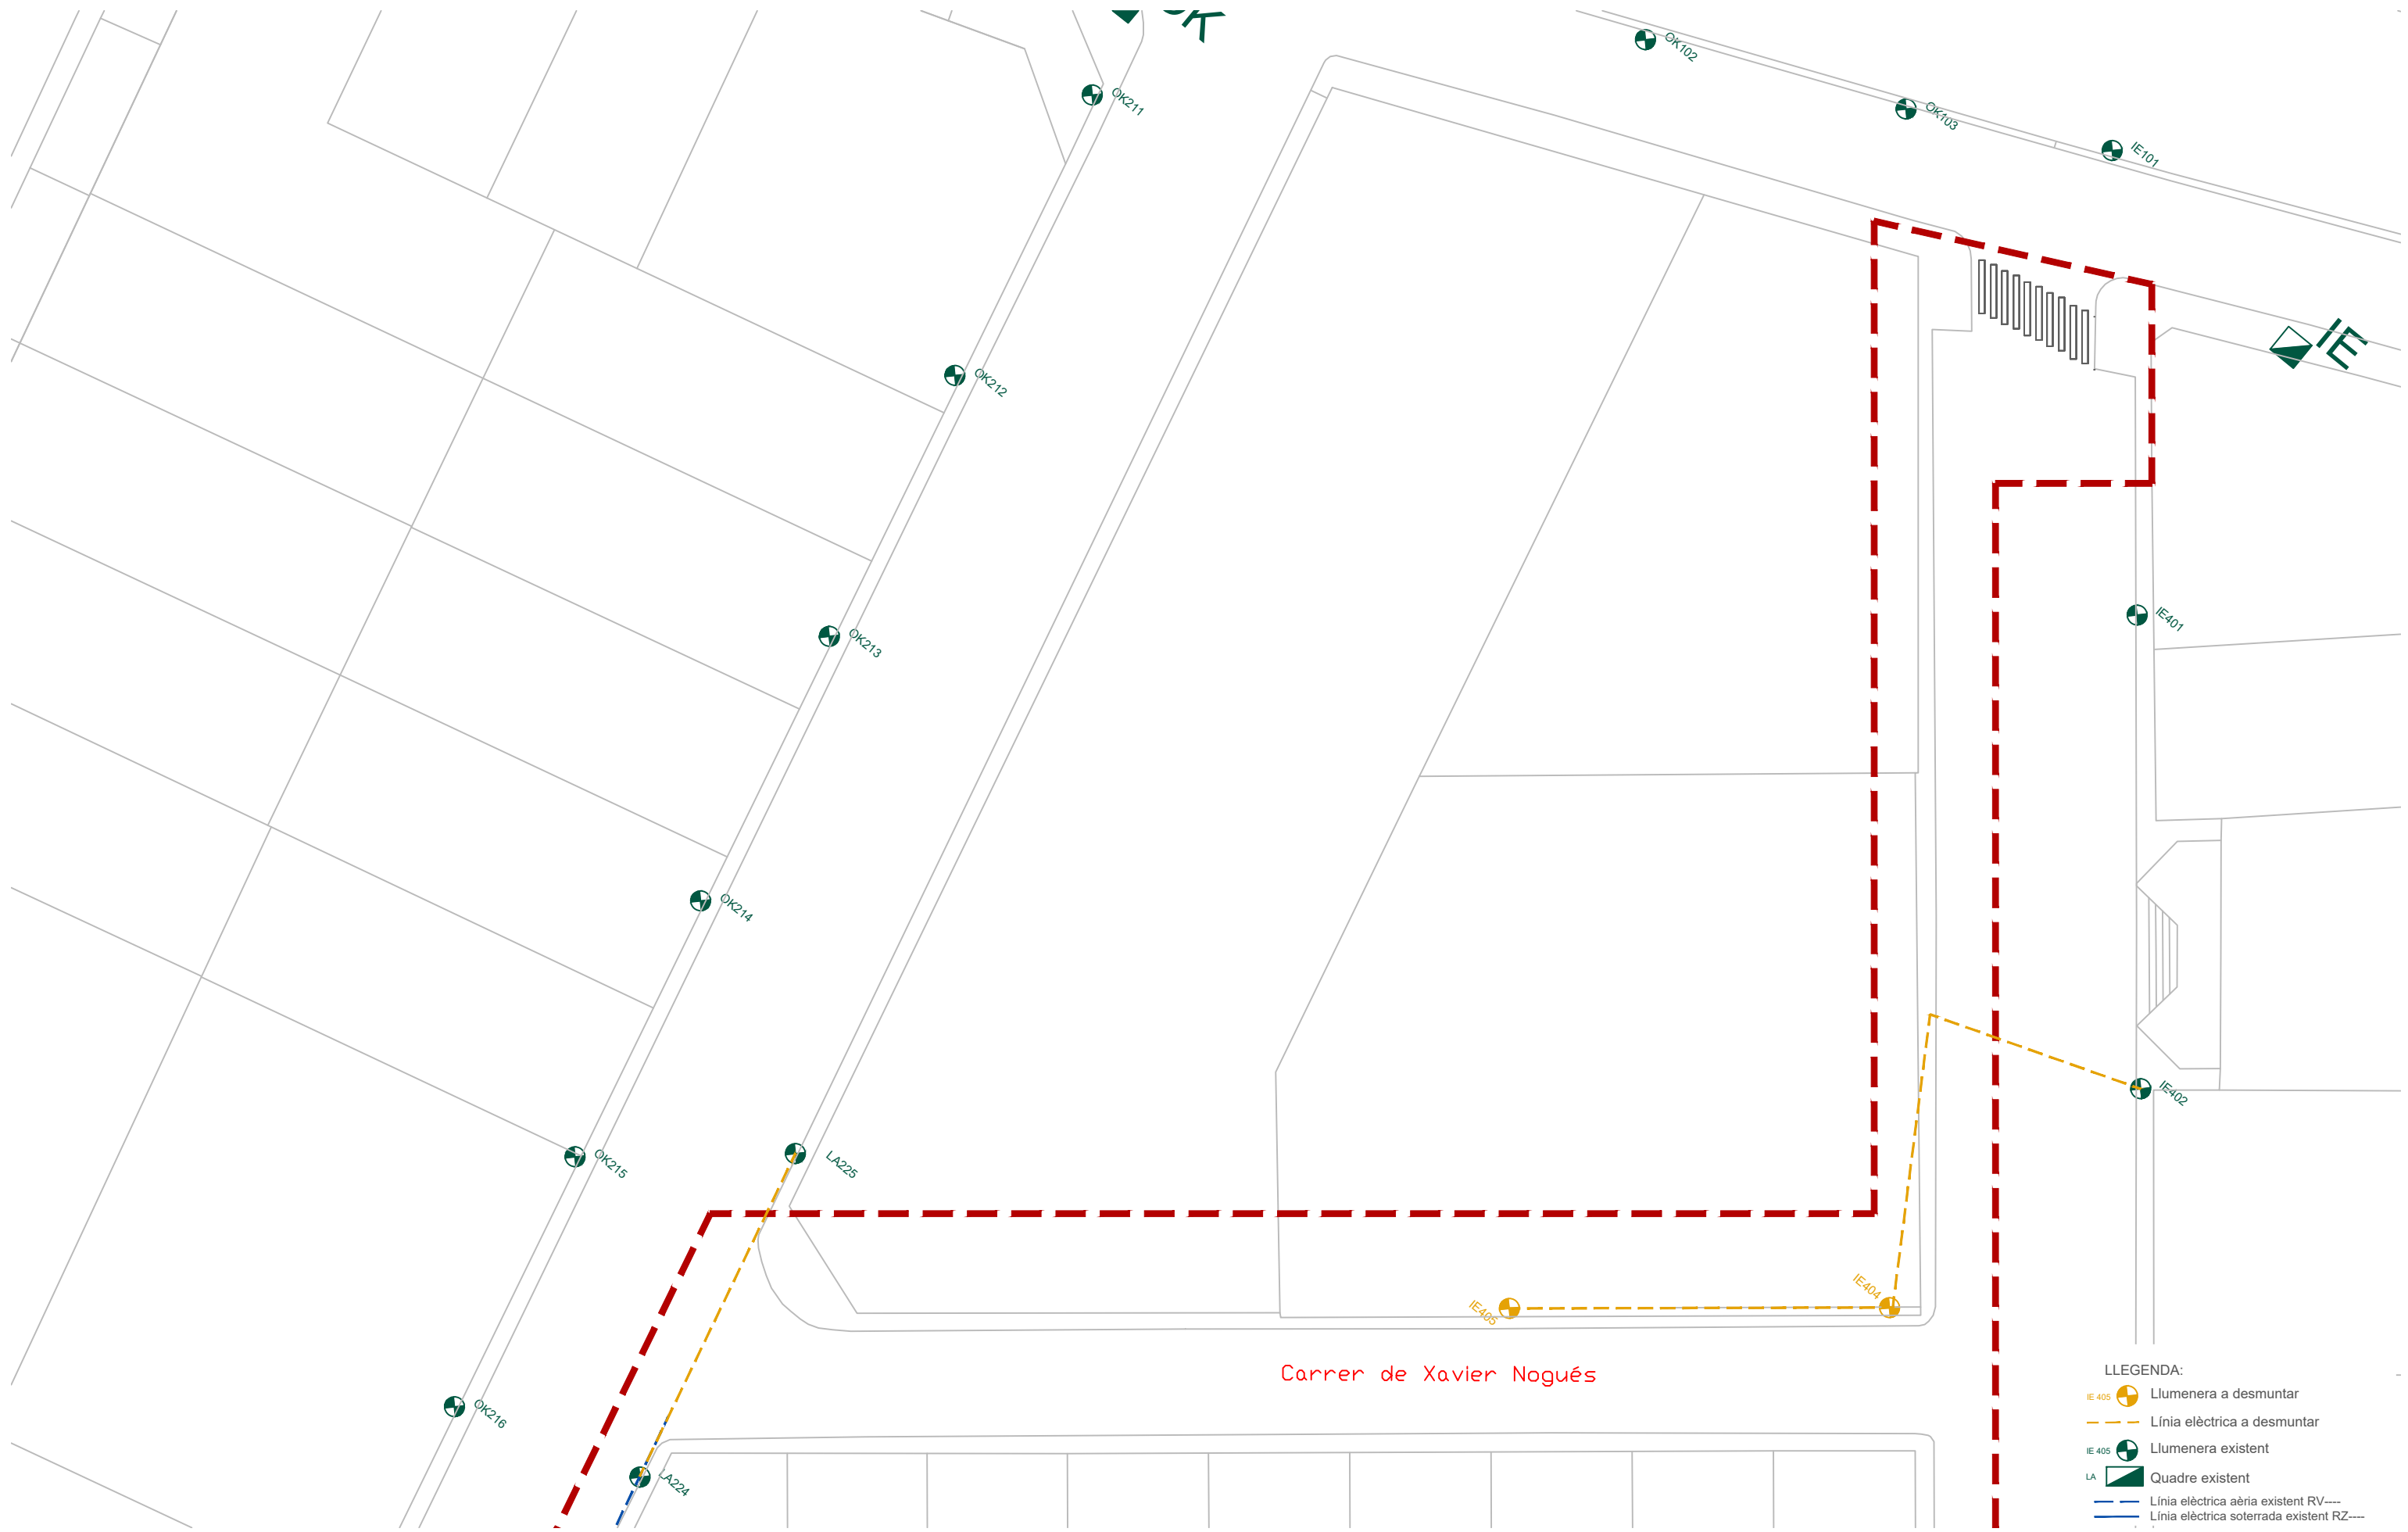 OK
OK102
OK211
OK103
IE101
IE
OK212
IE401
OK213
OK214
IE402
OK215
LA225
IE404
IE405
Carrer de Xavier Nogués
OK216
LA224
LLEGENDA:
IE 405 Llumenera a desmuntar
Línia elèctrica a desmuntar
IE 405 Llumenera existent
LA Quadre existent
Línia elèctrica aèria existent RV----
Línia elèctrica soterrada existent RZ----